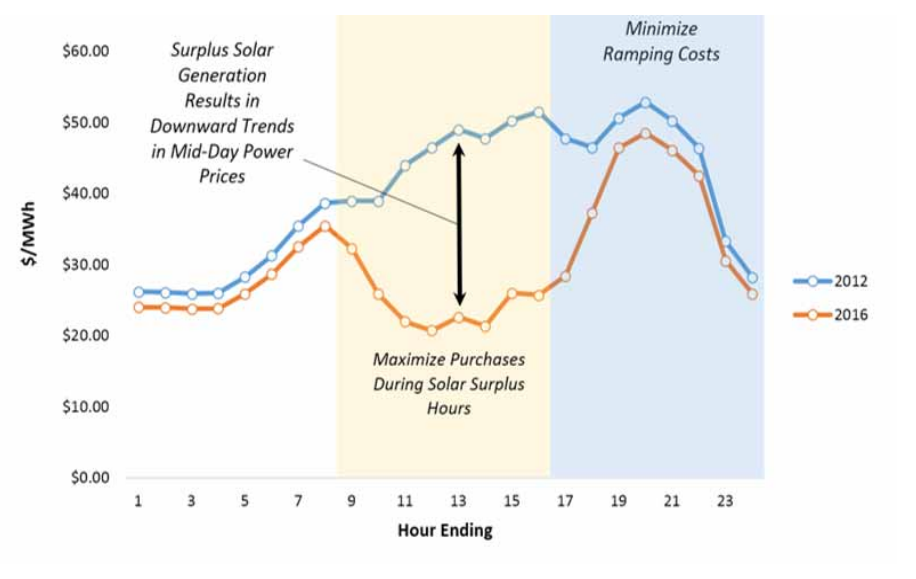 Minimize
Ramping Costs
Surplus Solar
Generation
Results in
Downward Trends
in Mid-Day Power
Prices
$60.00
$50.00
$40.00
$30.00
$20.00
$10.00
$0.00
$/MWh
2012
2016
Maximize Purchases
During Solar Surplus
Hours
1 3 5 7 9 11 13 15 17 19 21 23
Hour Ending